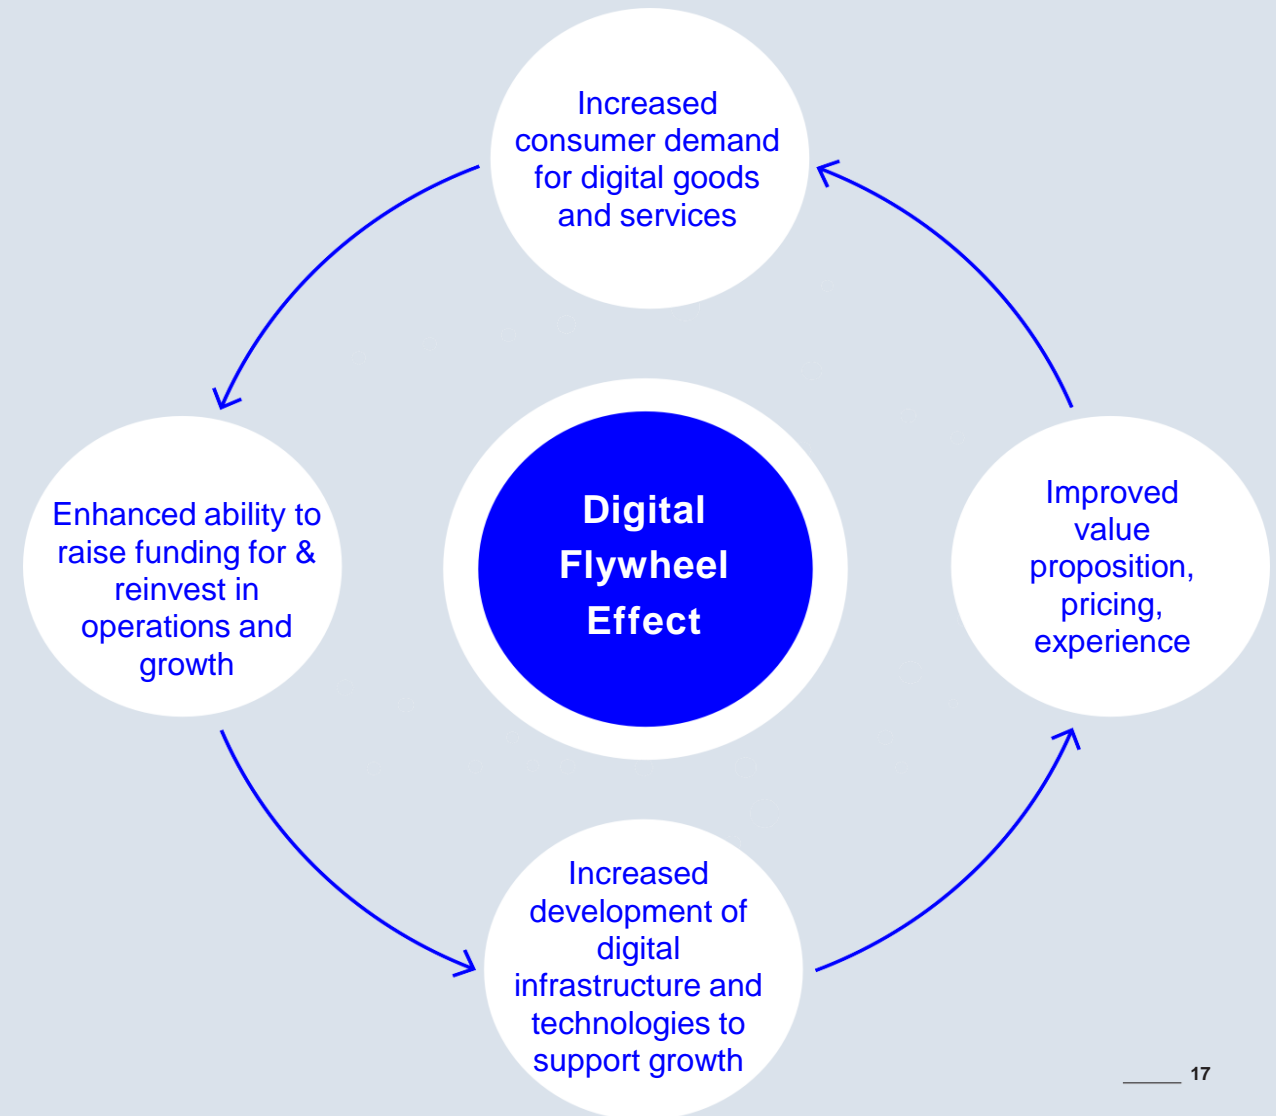 Increased
consumer demand
for digital goods
and services
Enhanced ability to
raise funding for &
reinvest in
operations and
growth
Digital
Flywheel
Effect
Improved
value
proposition,
pricing,
experience
Increased
development of
digital
infrastructure and
technologies to
support growth
17